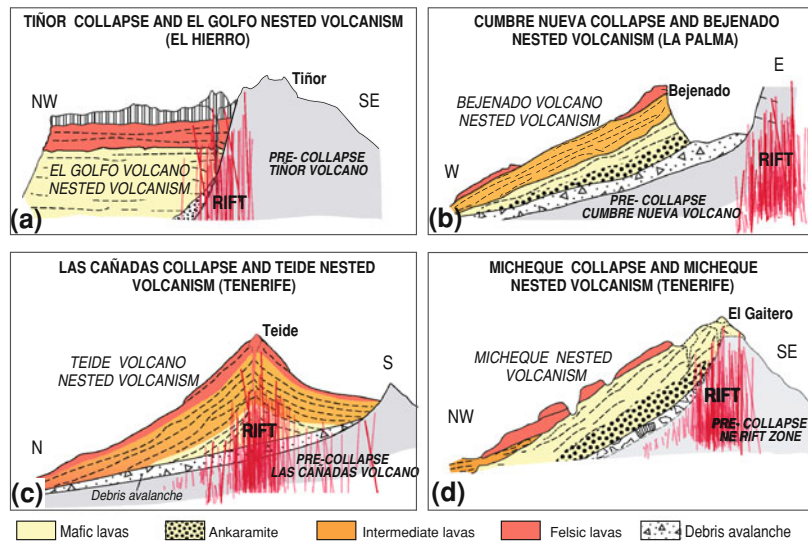 TIÑOR COLLAPSE AND EL GOLFO NESTED VOLCANISM
(EL HIERRO)
Tiñor
NW
SE
EL GOLFO VOLCANO
NESTED VOLCANISM
PRE- COLLAPSE
TIÑOR VOLCANO
RIFT
(a)
CUMBRE NUEVA COLLAPSE AND BEJENADO
NESTED VOLCANISM (LA PALMA)
E
Bejenado
BEJENADO VOLCANO
NESTED VOLCANISM
W
RIFT
PRE- COLLAPSE
CUMBRE NUEVA VOLCANO
(b)
LAS CAÑADAS COLLAPSE AND TEIDE NESTED
VOLCANISM (TENERIFE)
Teide
TEIDE VOLCANO
NESTED VOLCANISM
S
RIFT
N
PRE-COLLAPSE
LAS CAÑADAS VOLCANO
Debris avalanche
(c)
MICHEQUE COLLAPSE AND MICHEQUE
NESTED VOLCANISM (TENERIFE)
El Gaitero
MICHEQUE NESTED
VOLCANISM
SE
RIFT
NW
PRE- COLLAPSE
NE RIFT ZONE
(d)
Mafic lavas
Ankaramite
Intermediate lavas
Felsic lavas
Debris avalanche